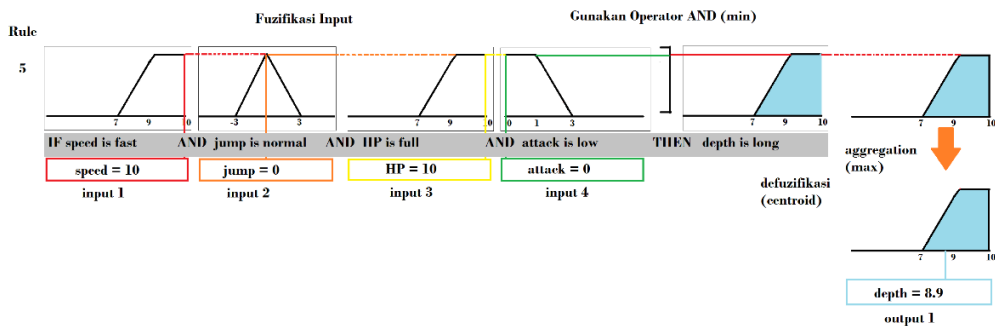 Fuzifikasi Input
Gunakan Operator AND (min)
Rule
5
7 9 10
-3 3
7 9 10
0 1 3
7 9 10
7 9 10
IF speed is fast AND jump is normal AND HP is full AND attack is low THEN depth is long
speed = 10
jump = 0
HP = 10
attack = 0
input 1
input 2
input 3
input 4
aggregation
(max)
defuzifikasi
(centroid)
7 9 10
depth = 8.9
output 1